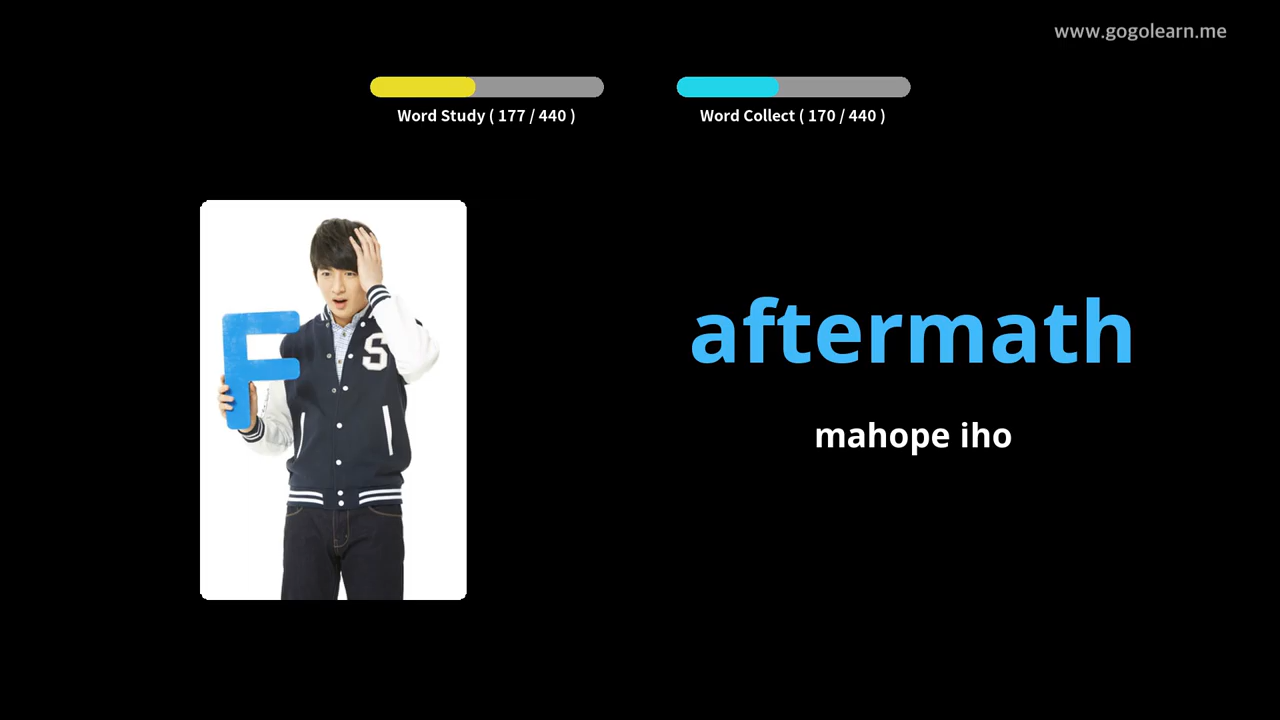 www.gogolearn.me
Word Study ( 177 / 440 )
Word Collect ( 170 / 440 )
F
S
aftermath
mahope iho